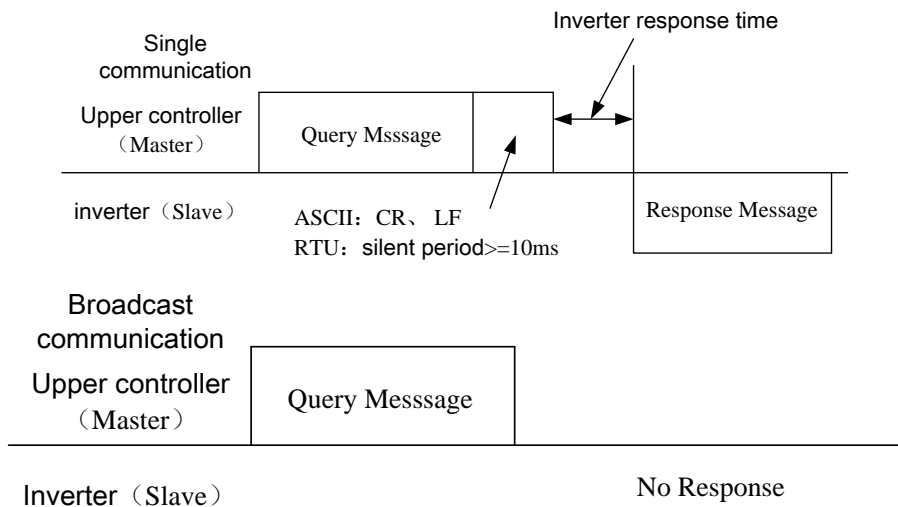 Inverter response time
Single
communication
Upper controller
（Master）
Query Msssage
inverter（Slave）
ASCII：CR、LF
RTU：silent period>=10ms
Response Message
Broadcast
communication
Upper controller
（Master）
Query Messsage
Inverter（Slave）
No Response